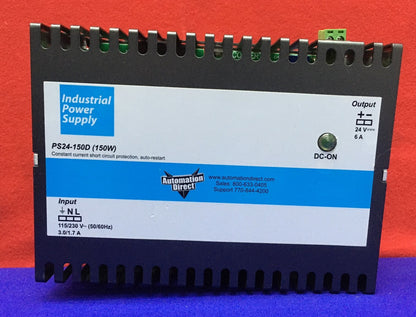 Industrial
Power
Supply
Output
+ -
24 V⎓
6 A
PS24-150D (150W)
Constant current short circuit protection, auto-restart
DC-ON
Automation
Direct
www.automationdirect.com
Sales: 800-633-0405
Support 770-844-4200
Input
⏚ N L
115/230 V~ (50/60Hz)
3.0/1.7 A